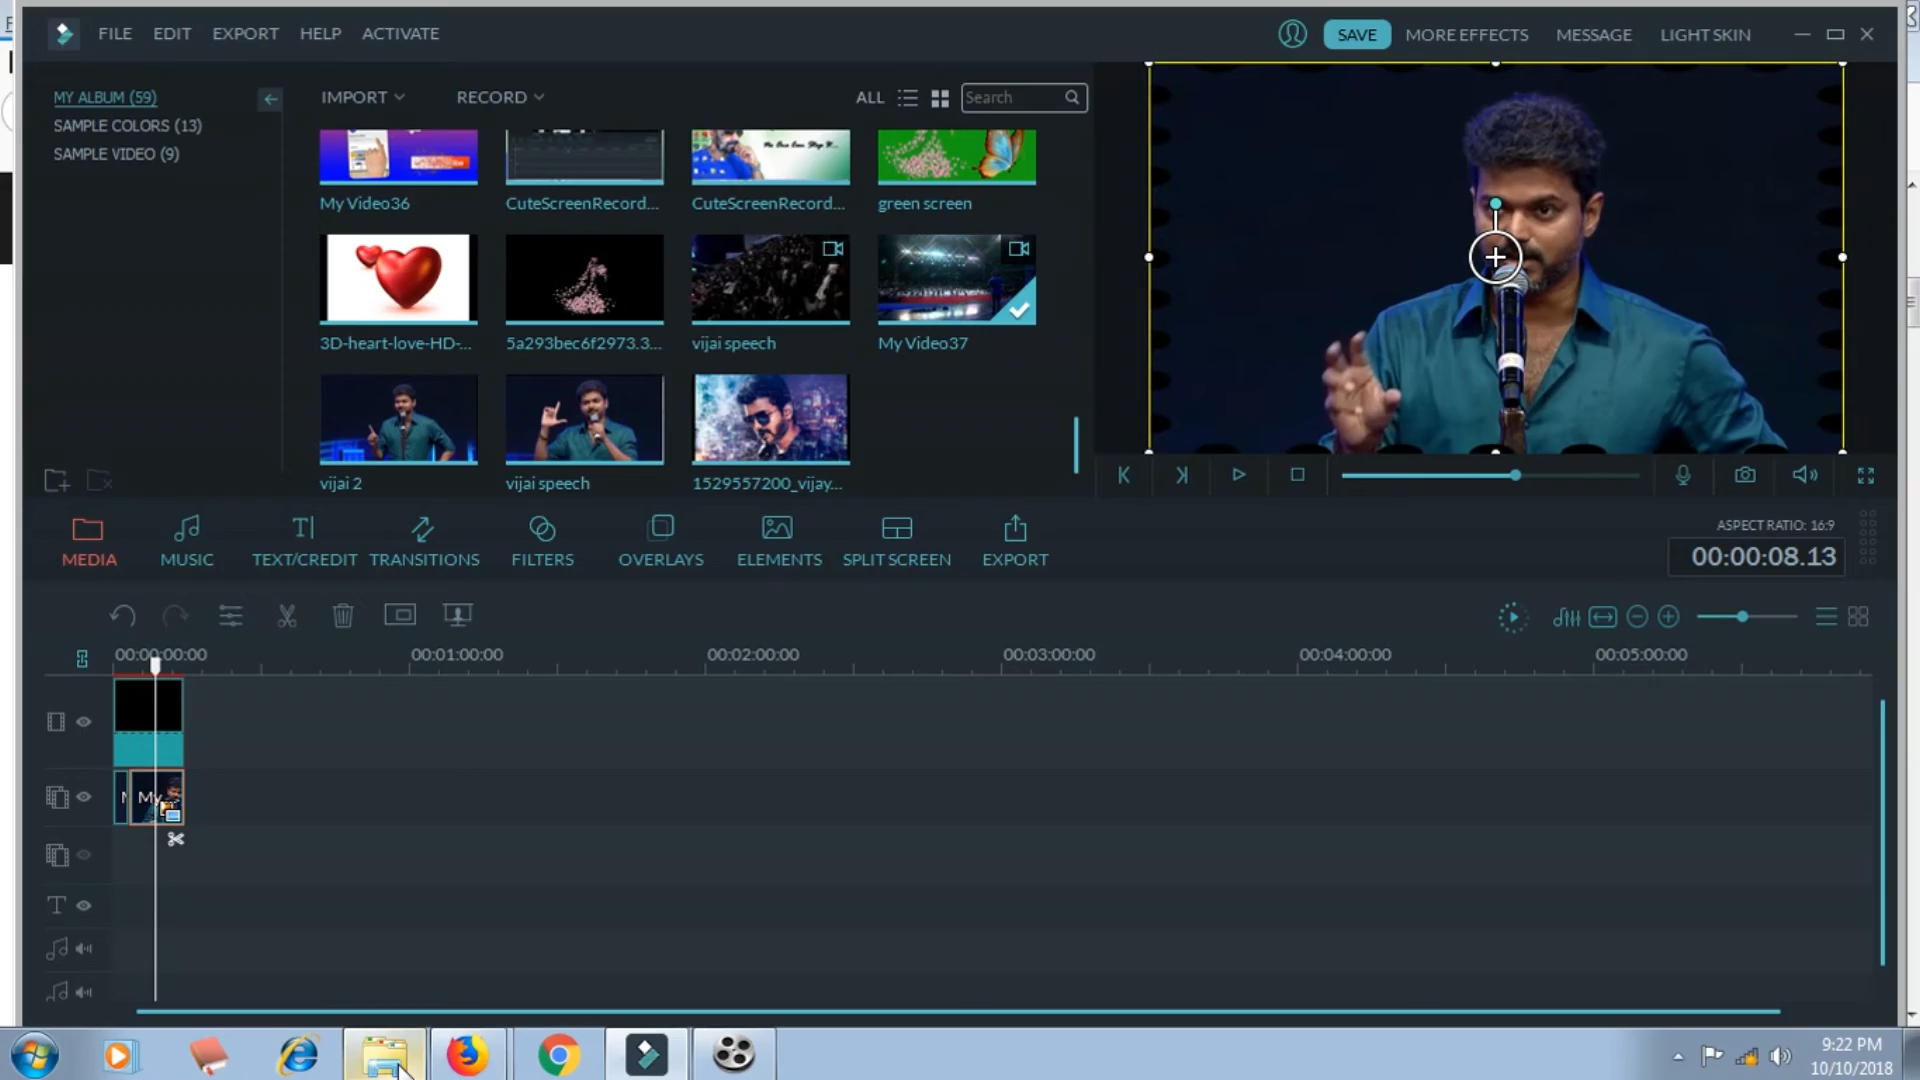 FILE EDIT EXPORT HELP ACTIVATE SAVE MORE EFFECTS MESSAGE LIGHT SKIN
MY ALBUM (59)
SAMPLE COLORS (13)
SAMPLE VIDEO (9)
IMPORT RECORD ALL Search
My Video36 CuteScreenRecord... CuteScreenRecord... green screen
3D-heart-love-HD-... 5a293bec6f2973.3... vijai speech My Video37
vijai 2 vijai speech 1529557200_vijay...
MEDIA MUSIC TEXT/CREDIT TRANSITIONS FILTERS OVERLAYS ELEMENTS SPLIT SCREEN EXPORT
ASPECT RATIO: 16:9
00:00:08.13
00:00:00:00 00:01:00:00 00:02:00:00 00:03:00:00 00:04:00:00 00:05:00:00
My
T
9:22 PM
10/10/2018